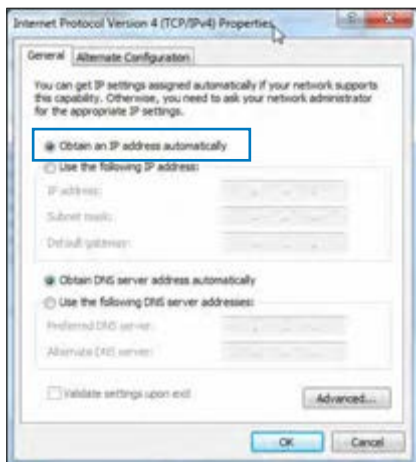 Internet Protocol Version 4 (TCP/IPv4) Properties
General Alternate Configuration
You can get IP settings assigned automatically if your network supports
this capability. Otherwise, you need to ask your network administrator
for the appropriate IP settings.
Obtain an IP address automatically
Use the following IP address:
IP address:
Subnet mask:
Default gateway:
Obtain DNS server address automatically
Use the following DNS server addresses:
Preferred DNS server:
Alternate DNS server:
Validate settings upon exit
Advanced...
OK Cancel